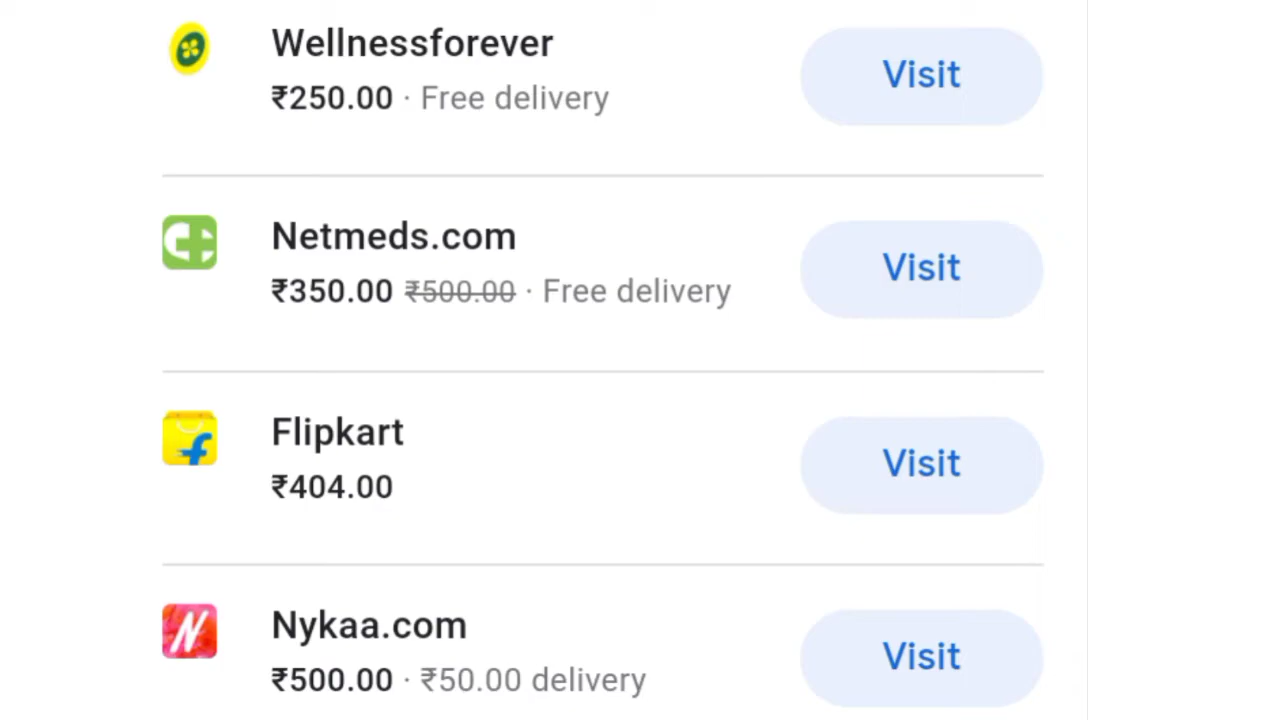 Wellnessforever
₹250.00 · Free delivery
Visit
Netmeds.com
₹350.00 ₹500.00 · Free delivery
Visit
Flipkart
₹404.00
Visit
Nykaa.com
₹500.00 · ₹50.00 delivery
Visit